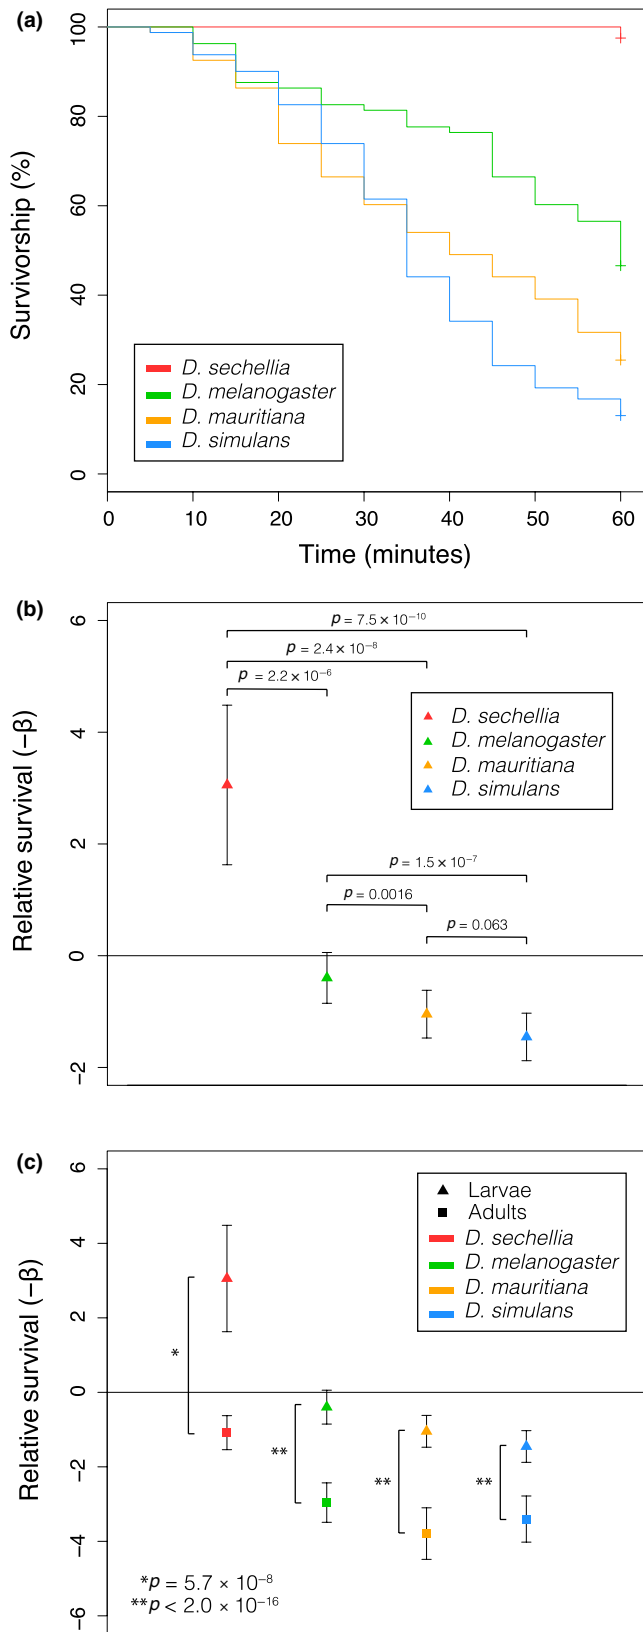 (a)
Survivorship (%)
100
80
60
40
20
0
D. sechellia
D. melanogaster
D. mauritiana
D. simulans
0 10 20 30 40 50 60
Time (minutes)
(b)
Relative survival (−β)
6
4
2
0
−2
p = 7.5 × 10−10
p = 2.4 × 10−8
p = 2.2 × 10−6
D. sechellia
D. melanogaster
D. mauritiana
D. simulans
p = 1.5 × 10−7
p = 0.0016
p = 0.063
(c)
Relative survival (−β)
6
4
2
0
−2
−4
−6
Larvae
Adults
D. sechellia
D. melanogaster
D. mauritiana
D. simulans
*
**
**
**
*p = 5.7 × 10−8
**p < 2.0 × 10−16